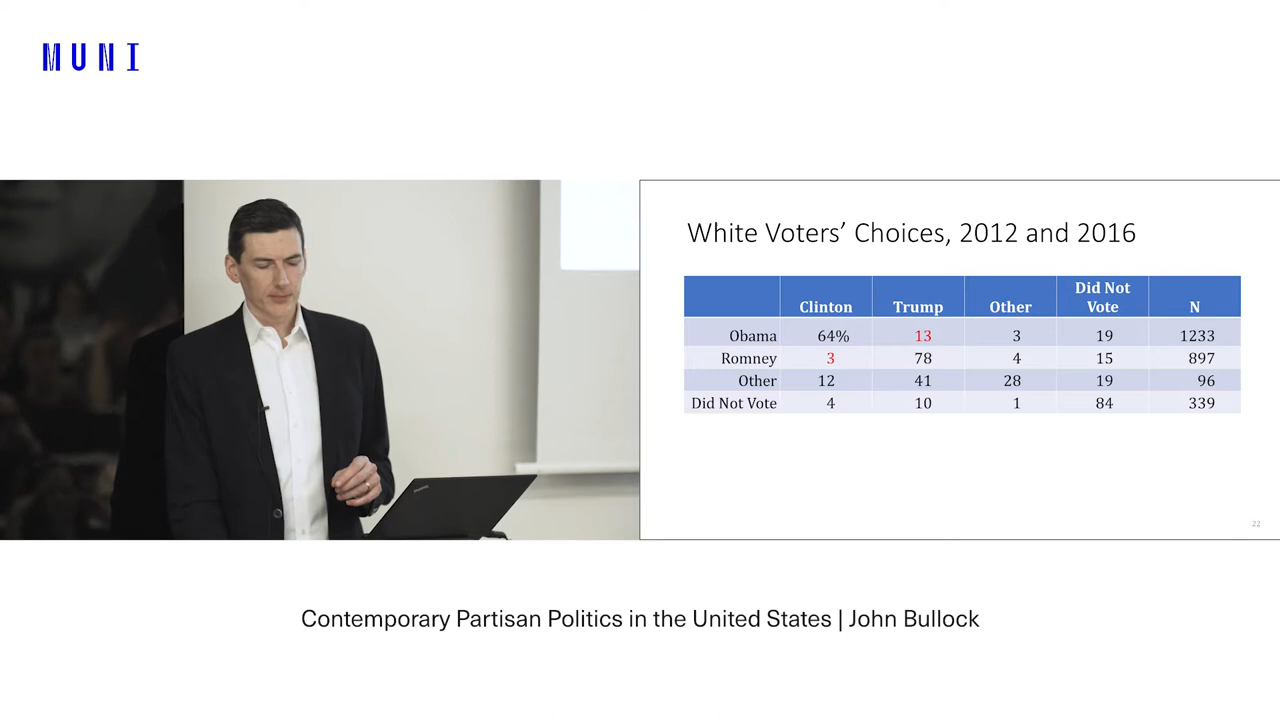 MUNI
White Voters’ Choices, 2012 and 2016
Clinton Trump Other Did Not Vote N
Obama 64% 13 3 19 1233
Romney 3 78 4 15 897
Other 12 41 28 19 96
Did Not Vote 4 10 1 84 339
22
Contemporary Partisan Politics in the United States | John Bullock